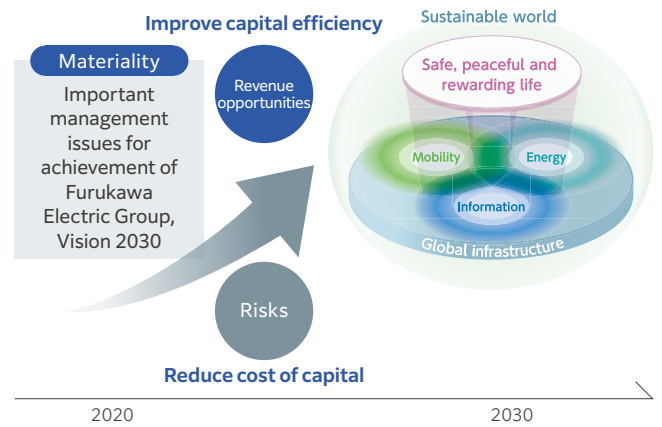 Improve capital efficiency
Materiality
Important
management
issues for
achievement of
Furukawa
Electric Group,
Vision 2030
Revenue
opportunities
Risks
Reduce cost of capital
Sustainable world
Safe, peaceful and
rewarding life
Mobility
Energy
Information
Global infrastructure
2020
2030